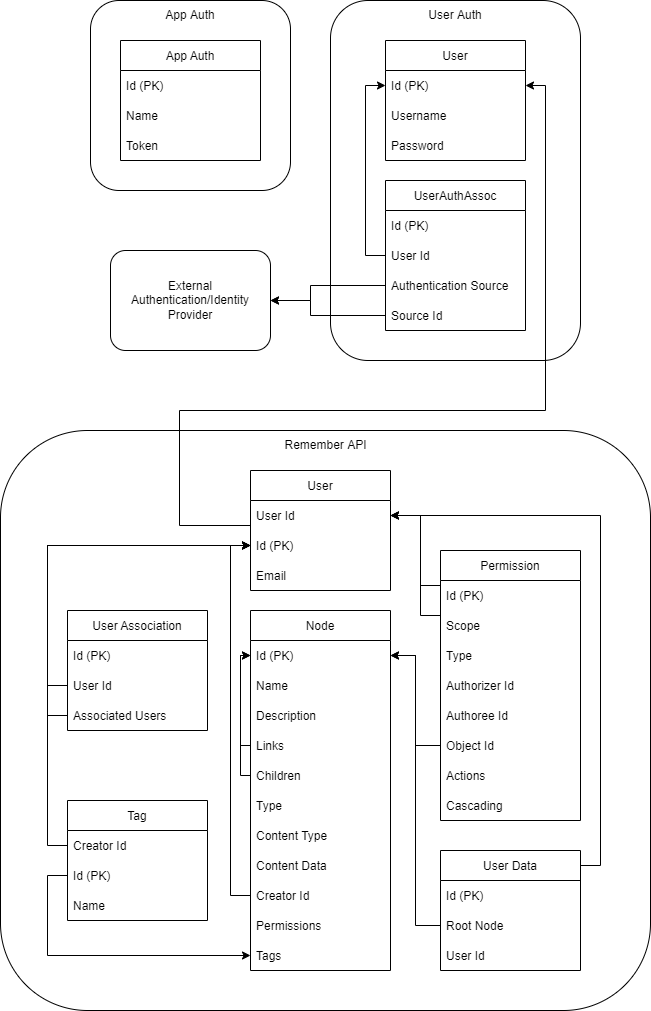 App Auth
App Auth
Id (PK)
Name
Token
User Auth
User
Id (PK)
Username
Password
UserAuthAssoc
Id (PK)
User Id
Authentication Source
Source Id
External
Authentication/Identity
Provider
Remember API
User
User Id
Id (PK)
Email
User Association
Id (PK)
User Id
Associated Users
Tag
Creator Id
Id (PK)
Name
Node
Id (PK)
Name
Description
Links
Children
Type
Content Type
Content Data
Creator Id
Permissions
Tags
Permission
Id (PK)
Scope
Type
Authorizer Id
Authoree Id
Object Id
Actions
Cascading
User Data
Id (PK)
Root Node
User Id